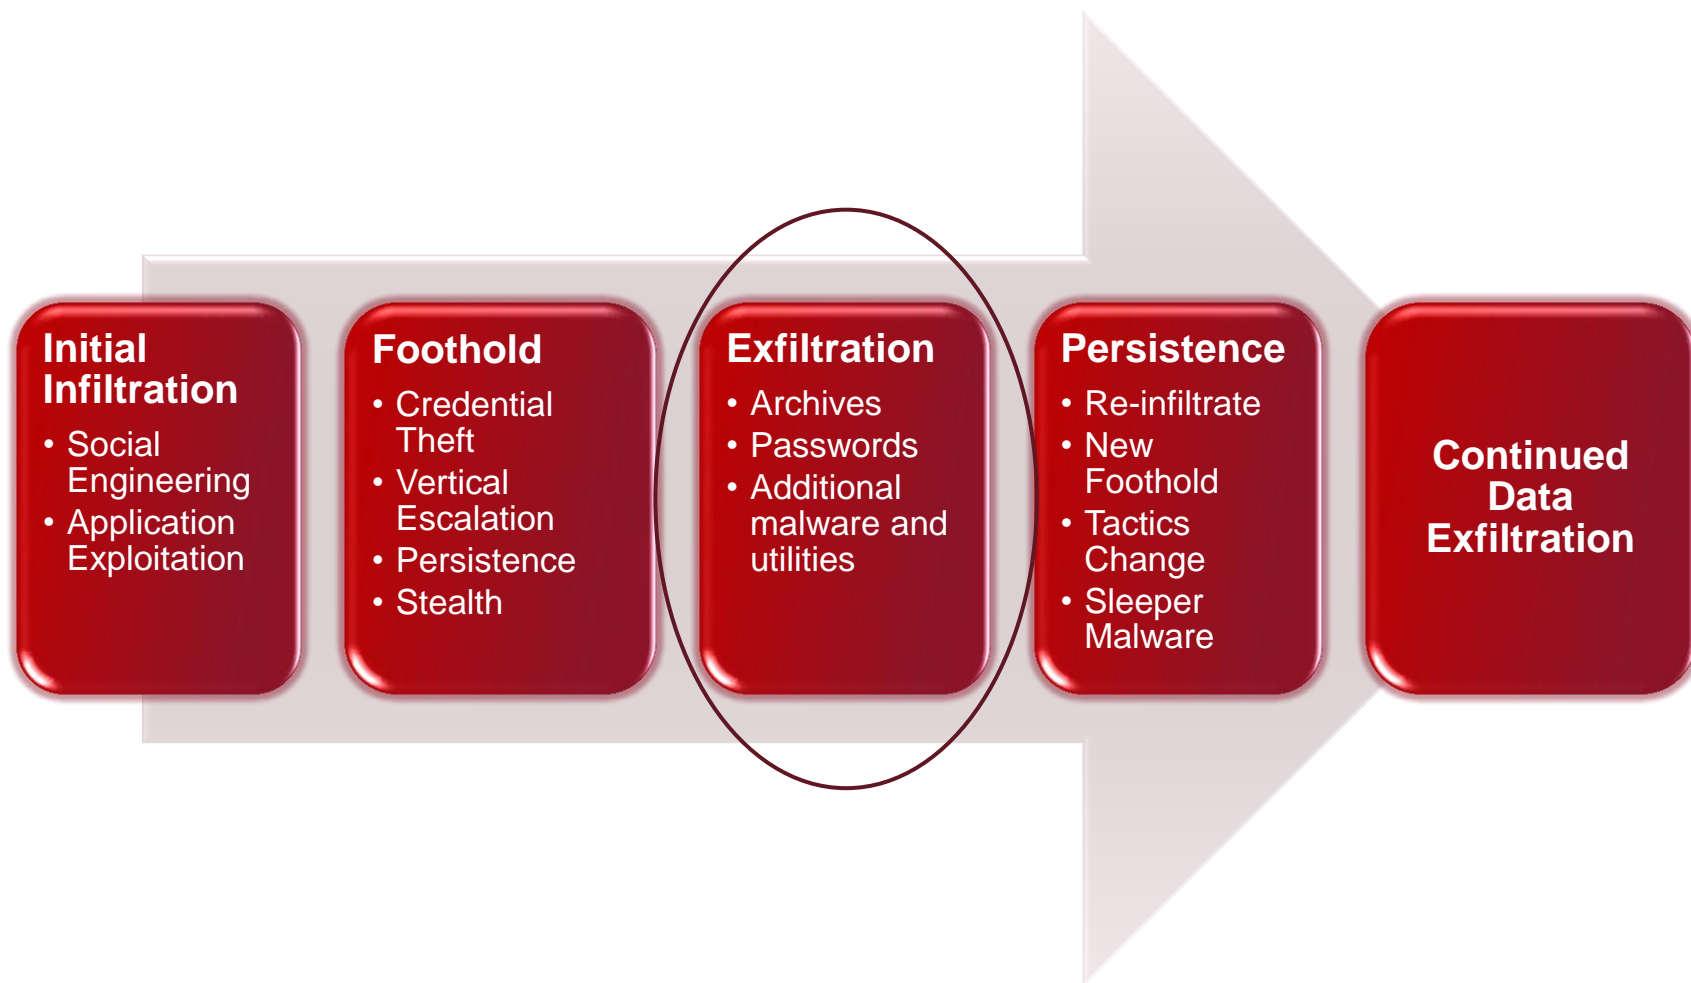 Initial
Infiltration
• Social
Engineering
• Application
Exploitation
Foothold
• Credential
Theft
• Vertical
Escalation
• Persistence
• Stealth
Exfiltration
• Archives
• Passwords
• Additional
malware and
utilities
Persistence
• Re-infiltrate
• New
Foothold
• Tactics
Change
• Sleeper
Malware
Continued
Data
Exfiltration